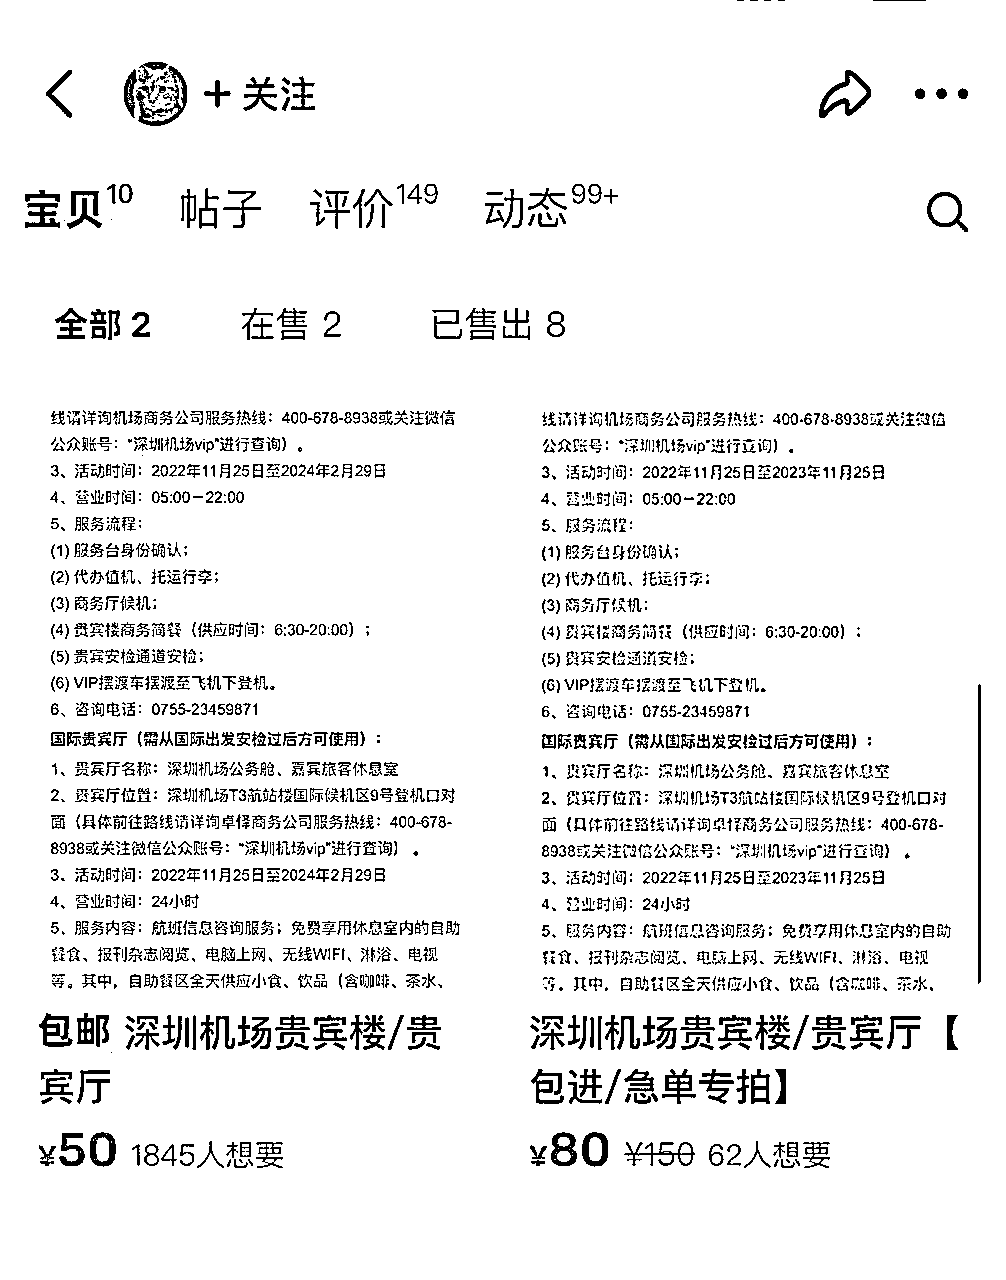 + 关注
宝贝 10 帖子 评价 149 动态 99+
全部 2 在售 2 已售出 8
线请详询机场商务公司服务热线：400-678-8938或关注微信
公众账号：“深圳机场vip”进行查询）。
3、活动时间：2022年11月25日至2024年2月29日
4、营业时间：05:00－22:00
5、服务流程：
(1) 服务台身份确认；
(2) 代办值机、托运行李；
(3) 商务厅候机；
(4) 贵宾楼商务简餐（供应时间：6:30-20:00）；
(5) 贵宾安检通道安检；
(6) VIP摆渡车摆渡至飞机下登机。
6、咨询电话：0755-23459871
国际贵宾厅（需从国际出发安检过后方可使用）：
1、贵宾厅名称：深圳机场公务舱、嘉宾旅客休息室
2、贵宾厅位置：深圳机场T3航站楼国际候机区9号登机口对
面（具体前往路线请详询卓怿商务公司服务热线：400-678-
8938或关注微信公众账号：“深圳机场vip”进行查询）。
3、活动时间：2022年11月25日至2024年2月29日
4、营业时间：24小时
5、服务内容：航班信息咨询服务；免费享用休息室内的自助
餐食、报刊杂志阅览、电脑上网、无线WIFI、淋浴、电视
等。其中，自助餐区全天供应小食、饮品（含咖啡、茶水、
包邮 深圳机场贵宾楼/贵
宾厅
¥50 1845人想要
线请详询机场商务公司服务热线：400-678-8938或关注微信
公众账号：“深圳机场vip”进行查询）。
3、活动时间：2022年11月25日至2023年11月25日
4、营业时间：05:00－22:00
5、服务流程：
(1) 服务台身份确认；
(2) 代办值机、托运行李；
(3) 商务厅候机；
(4) 贵宾楼商务简餐（供应时间：6:30-20:00）；
(5) 贵宾安检通道安检；
(6) VIP摆渡车摆渡至飞机下登机。
6、咨询电话：0755-23459871
国际贵宾厅（需从国际出发安检过后方可使用）：
1、贵宾厅名称：深圳机场公务舱、嘉宾旅客休息室
2、贵宾厅位置：深圳机场T3航站楼国际候机区9号登机口对
面（具体前往路线请详询卓怿商务公司服务热线：400-678-
8938或关注微信公众账号：“深圳机场vip”进行查询）。
3、活动时间：2022年11月25日至2023年11月25日
4、营业时间：24小时
5、服务内容：航班信息咨询服务；免费享用休息室内的自助
餐食、报刊杂志阅览、电脑上网、无线WIFI、淋浴、电视
等。其中，自助餐区全天供应小食、饮品（含咖啡、茶水、
深圳机场贵宾楼/贵宾厅【
包进/急单专拍】
¥80 ¥150 62人想要